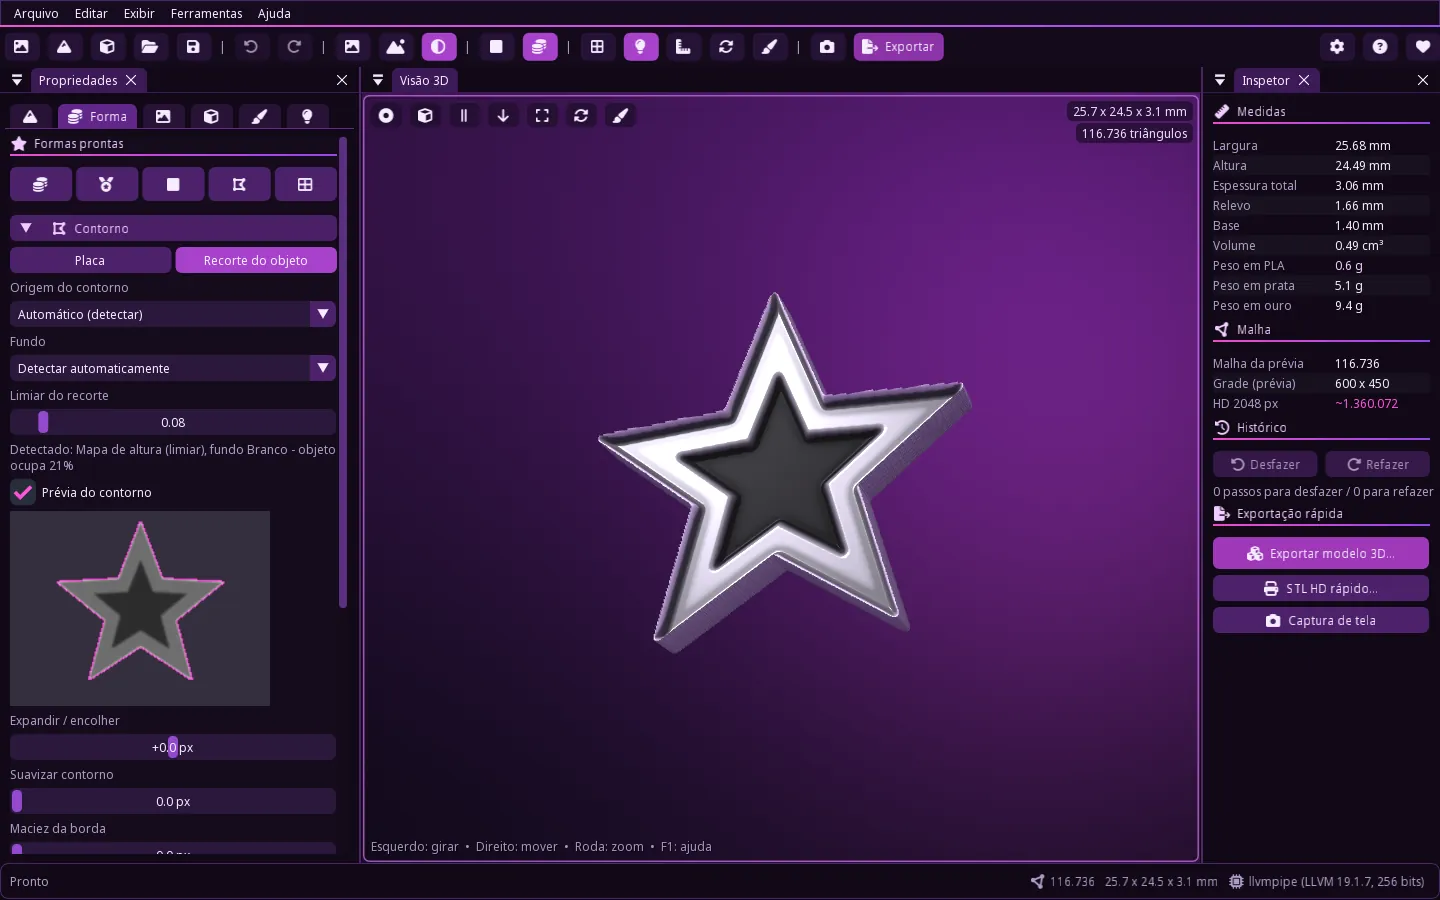 Arquivo Editar Exibir Ferramentas Ajuda
Exportar
Propriedades
Visão 3D
Inspetor
Forma
Formas prontas
Contorno
Placa Recorte do objeto
Origem do contorno
Automático (detectar)
Fundo
Detectar automaticamente
Limiar do recorte
0.08
Detectado: Mapa de altura (limiar), fundo Branco - objeto
ocupa 21%
Prévia do contorno
Expandir / encolher
+0.0 px
Suavizar contorno
0.0 px
Maciez da borda
25.7 x 24.5 x 3.1 mm
116.736 triângulos
Esquerdo: girar • Direito: mover • Roda: zoom • F1: ajuda
Medidas
Largura 25.68 mm
Altura 24.49 mm
Espessura total 3.06 mm
Relevo 1.66 mm
Base 1.40 mm
Volume 0.49 cm³
Peso em PLA 0.6 g
Peso em prata 5.1 g
Peso em ouro 9.4 g
Malha
Malha da prévia 116.736
Grade (prévia) 600 x 450
HD 2048 px ~1.360.072
Histórico
Desfazer Refazer
0 passos para desfazer / 0 para refazer
Exportação rápida
Exportar modelo 3D...
STL HD rápido...
Captura de tela
Pronto
116.736 25.7 x 24.5 x 3.1 mm llvmpipe (LLVM 19.1.7, 256 bits)